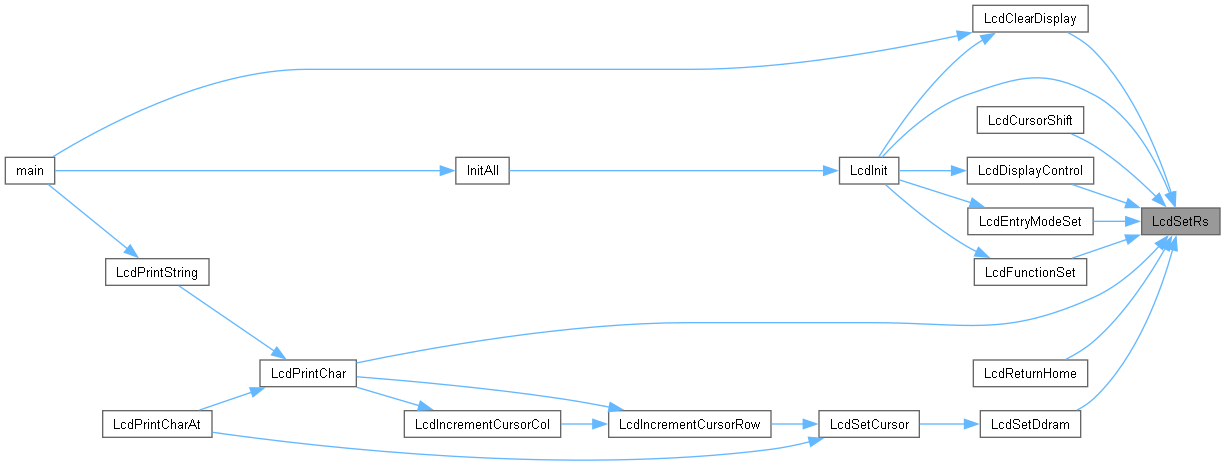 LcdClearDisplay
LcdCursorShift
main
InitAll
LcdInit
LcdDisplayControl
LcdEntryModeSet
LcdSetRs
LcdPrintString
LcdFunctionSet
LcdPrintChar
LcdReturnHome
LcdPrintCharAt
LcdIncrementCursorCol
LcdIncrementCursorRow
LcdSetCursor
LcdSetDdram